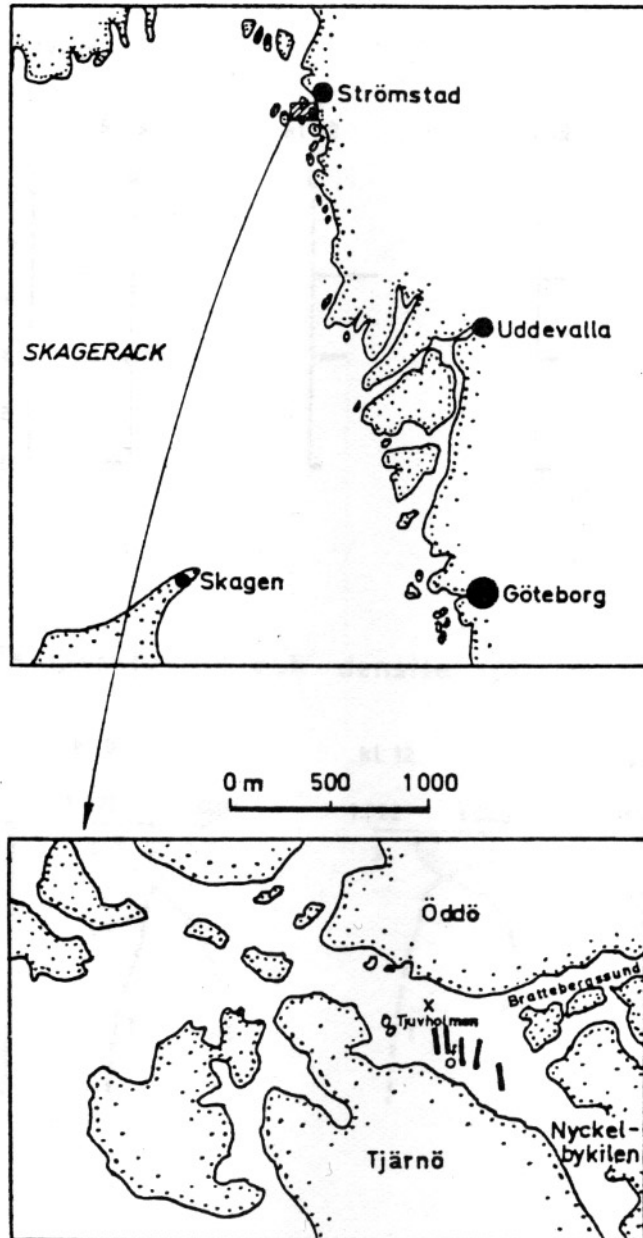 Strömstad
SKAGERACK
Uddevalla
Skagen
Göteborg
0 m 500 1000
Öddö
Brattebergssund
X
Tjuvholmen
Nyckel-
bykilen
Tjärnö